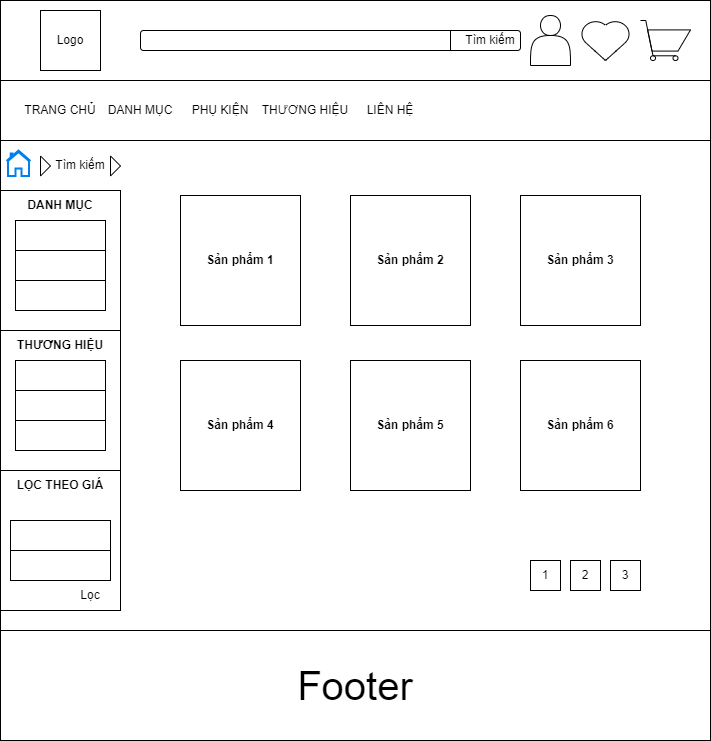 Logo
Tìm kiếm
TRANG CHỦ DANH MỤC PHỤ KIỆN THƯƠNG HIỆU LIÊN HỆ
Tìm kiếm
DANH MỤC
Sản phẩm 1 Sản phẩm 2 Sản phẩm 3
THƯƠNG HIỆU
Sản phẩm 4 Sản phẩm 5 Sản phẩm 6
LỌC THEO GIÁ
1 2 3
Lọc
Footer